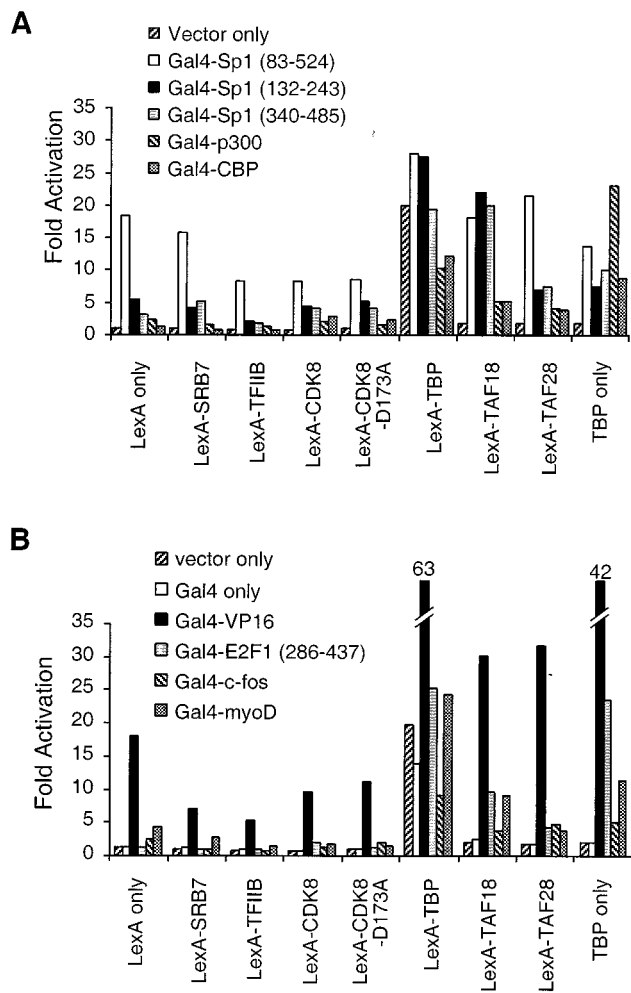 A
Vector only
Gal4-Sp1 (83-524)
Gal4-Sp1 (132-243)
Gal4-Sp1 (340-485)
Gal4-p300
Gal4-CBP
Fold Activation
35
30
25
20
15
10
5
0
LexA only
LexA-SRB7
LexA-TFIIB
LexA-CDK8
LexA-CDK8
-D173A
LexA-TBP
LexA-TAF18
LexA-TAF28
TBP only
B
vector only
Gal4 only
Gal4-VP16
Gal4-E2F1 (286-437)
Gal4-c-fos
Gal4-myoD
63
42
Fold Activation
35
30
25
20
15
10
5
0
LexA only
LexA-SRB7
LexA-TFIIB
LexA-CDK8
LexA-CDK8
-D173A
LexA-TBP
LexA-TAF18
LexA-TAF28
TBP only